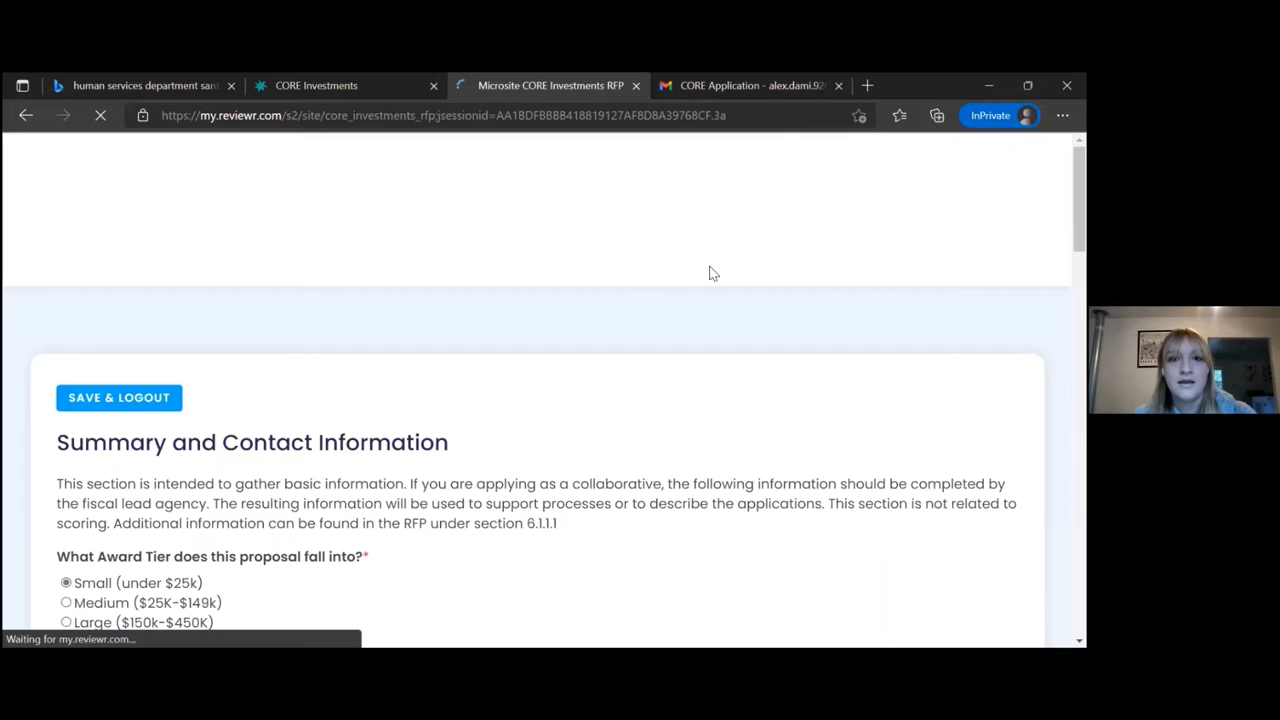 human services department sant
CORE Investments
Microsite CORE Investments RFP
CORE Application - alex.dami.92
https://my.reviewr.com/s2/site/core_investments_rfp;jsessionid=AA1BDFBBB8418819127AF8D8A39768CF.3a
InPrivate
SAVE & LOGOUT
Summary and Contact Information
This section is intended to gather basic information. If you are applying as a collaborative, the following information should be completed by
the fiscal lead agency. The resulting information will be used to support processes or to describe the applications. This section is not related to
scoring. Additional information can be found in the RFP under section 6.1.1.1
What Award Tier does this proposal fall into?*
Small (under $25k)
Medium ($25K-$149k)
Large ($150k-$450K)
Waiting for my.reviewr.com...